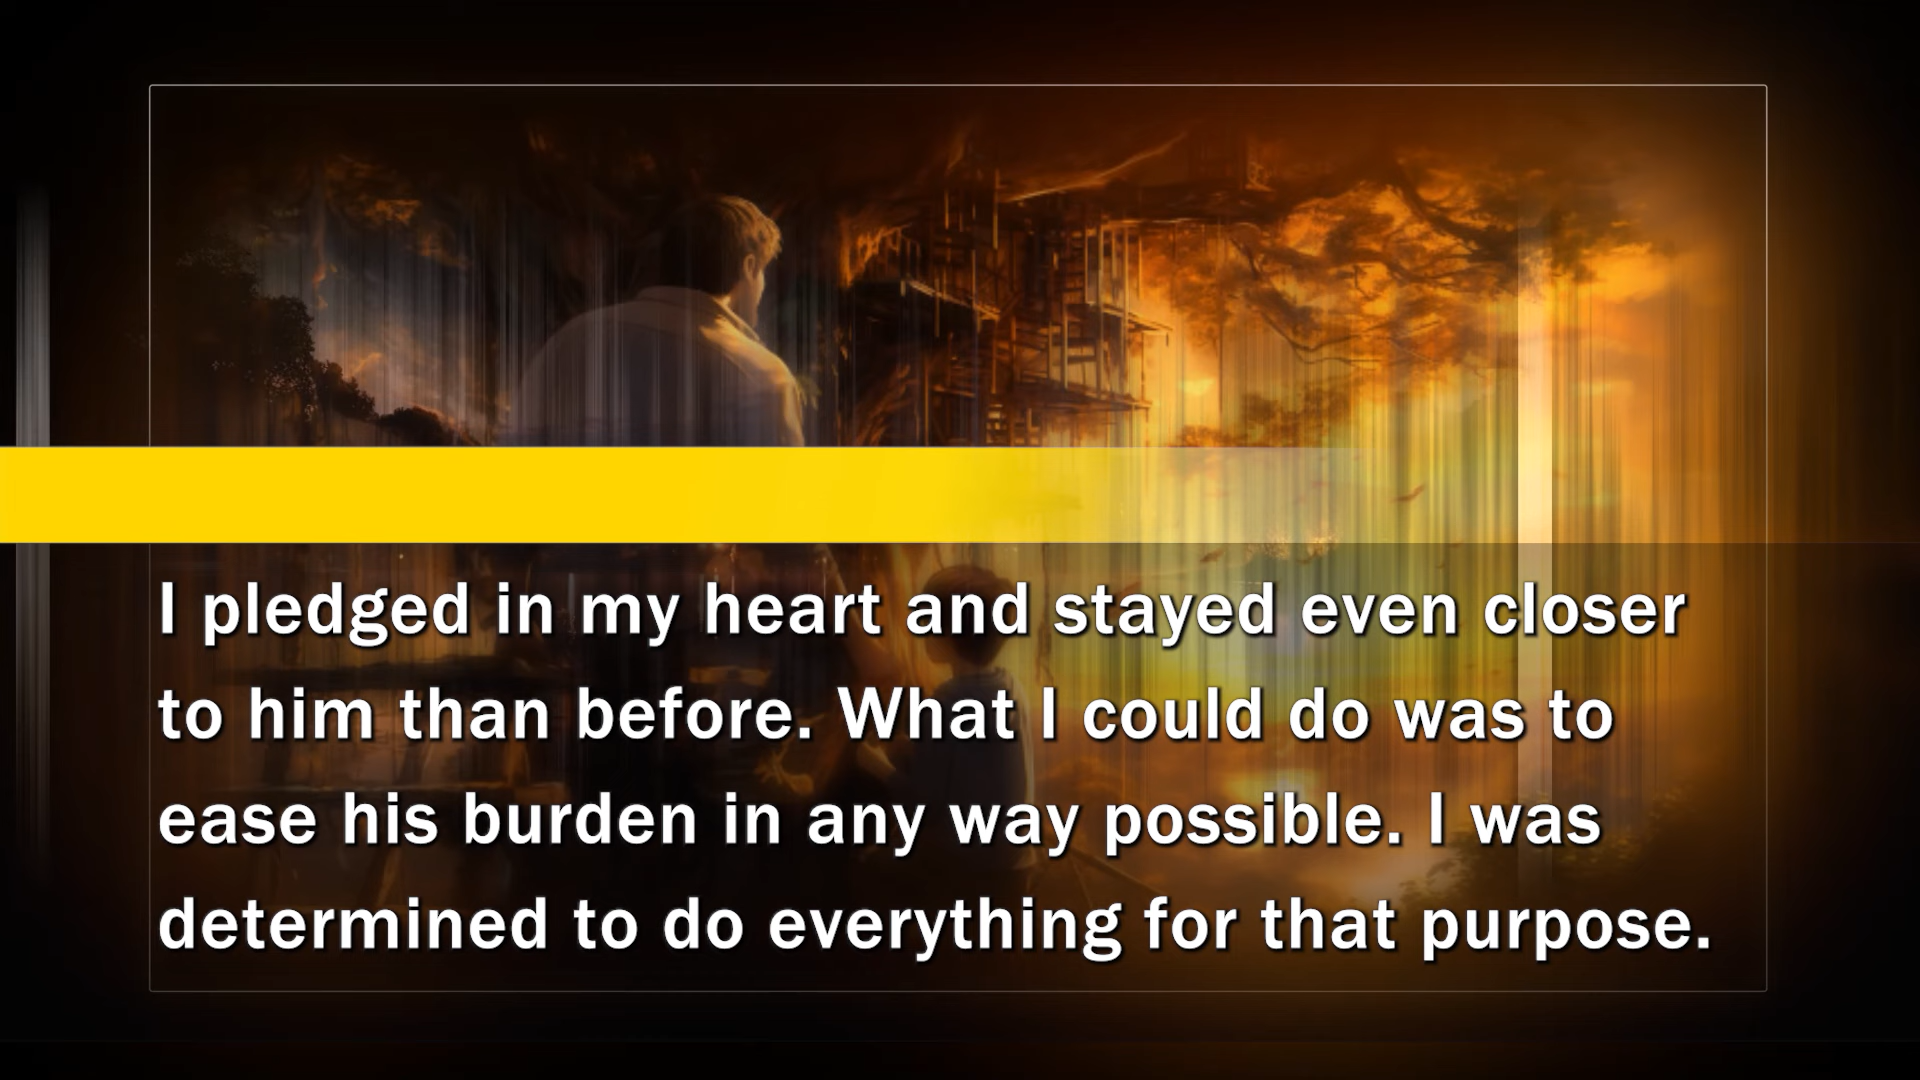 I pledged in my heart and stayed even closer
to him than before. What I could do was to
ease his burden in any way possible. I was
determined to do everything for that purpose.